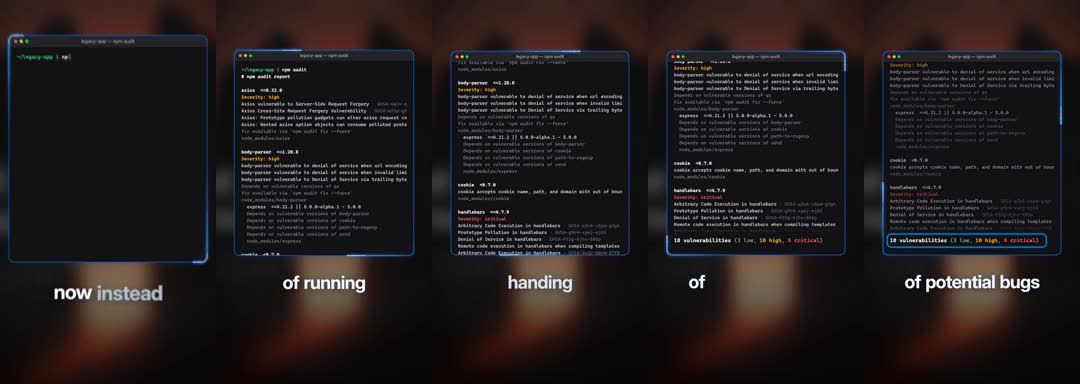 legacy-app — npm audit
~/legacy-app $ np
now instead
legacy-app — npm audit
~/legacy-app $ npm audit
# npm audit report
axios <=0.32.0
Severity: high
Axios vulnerable to Server-Side Request Forgery
Axios Cross-Site Request Forgery Vulnerability
Axios: Prototype pollution gadgets can alter axios request co
Axios: Nested axios option objects can consume polluted proto
fix available via `npm audit fix --force`
node_modules/axios
body-parser <=1.20.8
Severity: high
body-parser vulnerable to denial of service when url encoding
body-parser vulnerable to denial of service when invalid limi
body-parser vulnerable to Denial of Service via trailing byte
Depends on vulnerable versions of qs
fix available via `npm audit fix --force`
node_modules/body-parser
express <=4.21.2 || 5.0.0-alpha.1 - 5.0.0
Depends on vulnerable versions of body-parser
Depends on vulnerable versions of cookie
Depends on vulnerable versions of path-to-regexp
Depends on vulnerable versions of send
node_modules/express
of running
legacy-app — npm audit
fix available via `npm audit fix --force`
node_modules/axios
body-parser <=1.20.8
Severity: high
body-parser vulnerable to denial of service when url encoding
body-parser vulnerable to denial of service when invalid limi
body-parser vulnerable to Denial of Service via trailing byte
Depends on vulnerable versions of qs
fix available via `npm audit fix --force`
node_modules/body-parser
express <=4.21.2 || 5.0.0-alpha.1 - 5.0.0
Depends on vulnerable versions of body-parser
Depends on vulnerable versions of cookie
Depends on vulnerable versions of path-to-regexp
Depends on vulnerable versions of send
node_modules/express
cookie <0.7.0
cookie accepts cookie name, path, and domain with out of boun
node_modules/cookie
handlebars <=4.7.9
Severity: critical
Arbitrary Code Execution in handlebars
Prototype Pollution in handlebars
Denial of Service in handlebars
Remote code execution in handlebars when compiling templates
Arbitrary Code Execution in Handlebars
handing
legacy-app — npm audit
body-parser <=1.20.8
Severity: high
body-parser vulnerable to denial of service when url encoding
body-parser vulnerable to denial of service when invalid limi
body-parser vulnerable to Denial of Service via trailing byte
Depends on vulnerable versions of qs
fix available via `npm audit fix --force`
node_modules/body-parser
express <=4.21.2 || 5.0.0-alpha.1 - 5.0.0
Depends on vulnerable versions of body-parser
Depends on vulnerable versions of cookie
Depends on vulnerable versions of path-to-regexp
Depends on vulnerable versions of send
node_modules/express
cookie <0.7.0
cookie accepts cookie name, path, and domain with out of boun
node_modules/cookie
handlebars <=4.7.9
Severity: critical
Arbitrary Code Execution in handlebars
Prototype Pollution in handlebars
Denial of Service in handlebars
Remote code execution in handlebars when compiling templates
18 vulnerabilities (3 low, 10 high, 5 critical)
of
legacy-app — npm audit
Severity: high
body-parser vulnerable to denial of service when url encoding
body-parser vulnerable to denial of service when invalid limi
body-parser vulnerable to Denial of Service via trailing byte
Depends on vulnerable versions of qs
fix available via `npm audit fix --force`
node_modules/body-parser
express <=4.21.2 || 5.0.0-alpha.1 - 5.0.0
Depends on vulnerable versions of body-parser
Depends on vulnerable versions of cookie
Depends on vulnerable versions of path-to-regexp
Depends on vulnerable versions of send
node_modules/express
cookie <0.7.0
cookie accepts cookie name, path, and domain with out of boun
node_modules/cookie
handlebars <=4.7.9
Severity: critical
Arbitrary Code Execution in handlebars
Prototype Pollution in handlebars
Denial of Service in handlebars
Remote code execution in handlebars when compiling templates
18 vulnerabilities (3 low, 10 high, 5 critical)
of potential bugs